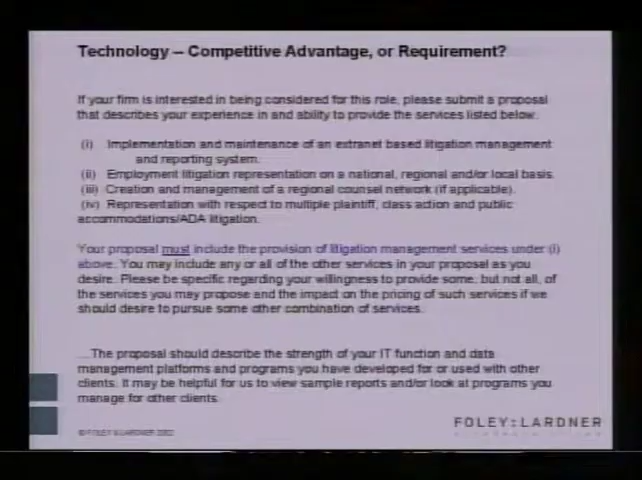 Technology – Competitive Advantage, or Requirement?
If your firm is interested in being considered for this role, please submit a proposal
that describes your experience in and ability to provide the services listed below.
(i) Implementation and maintenance of an extranet based litigation management
and reporting system.
(ii) Employment litigation representation on a national, regional and/or local basis.
(iii) Creation and management of a regional counsel network (if applicable).
(iv) Representation with respect to multiple plaintiff, class action and public
accommodations/ADA litigation.
Your proposal must include the provision of litigation management services under (i)
above. You may include any or all of the other services in your proposal as you
desire. Please be specific regarding your willingness to provide some, but not all, of
the services you may propose and the impact on the pricing of such services if we
should desire to pursue some other combination of services.
...The proposal should describe the strength of your IT function and data
management platforms and programs you have developed for or used with other
clients. It may be helpful for us to view sample reports and/or look at programs you
manage for other clients.
FOLEY:LARDNER
© FOLEY & LARDNER 2002